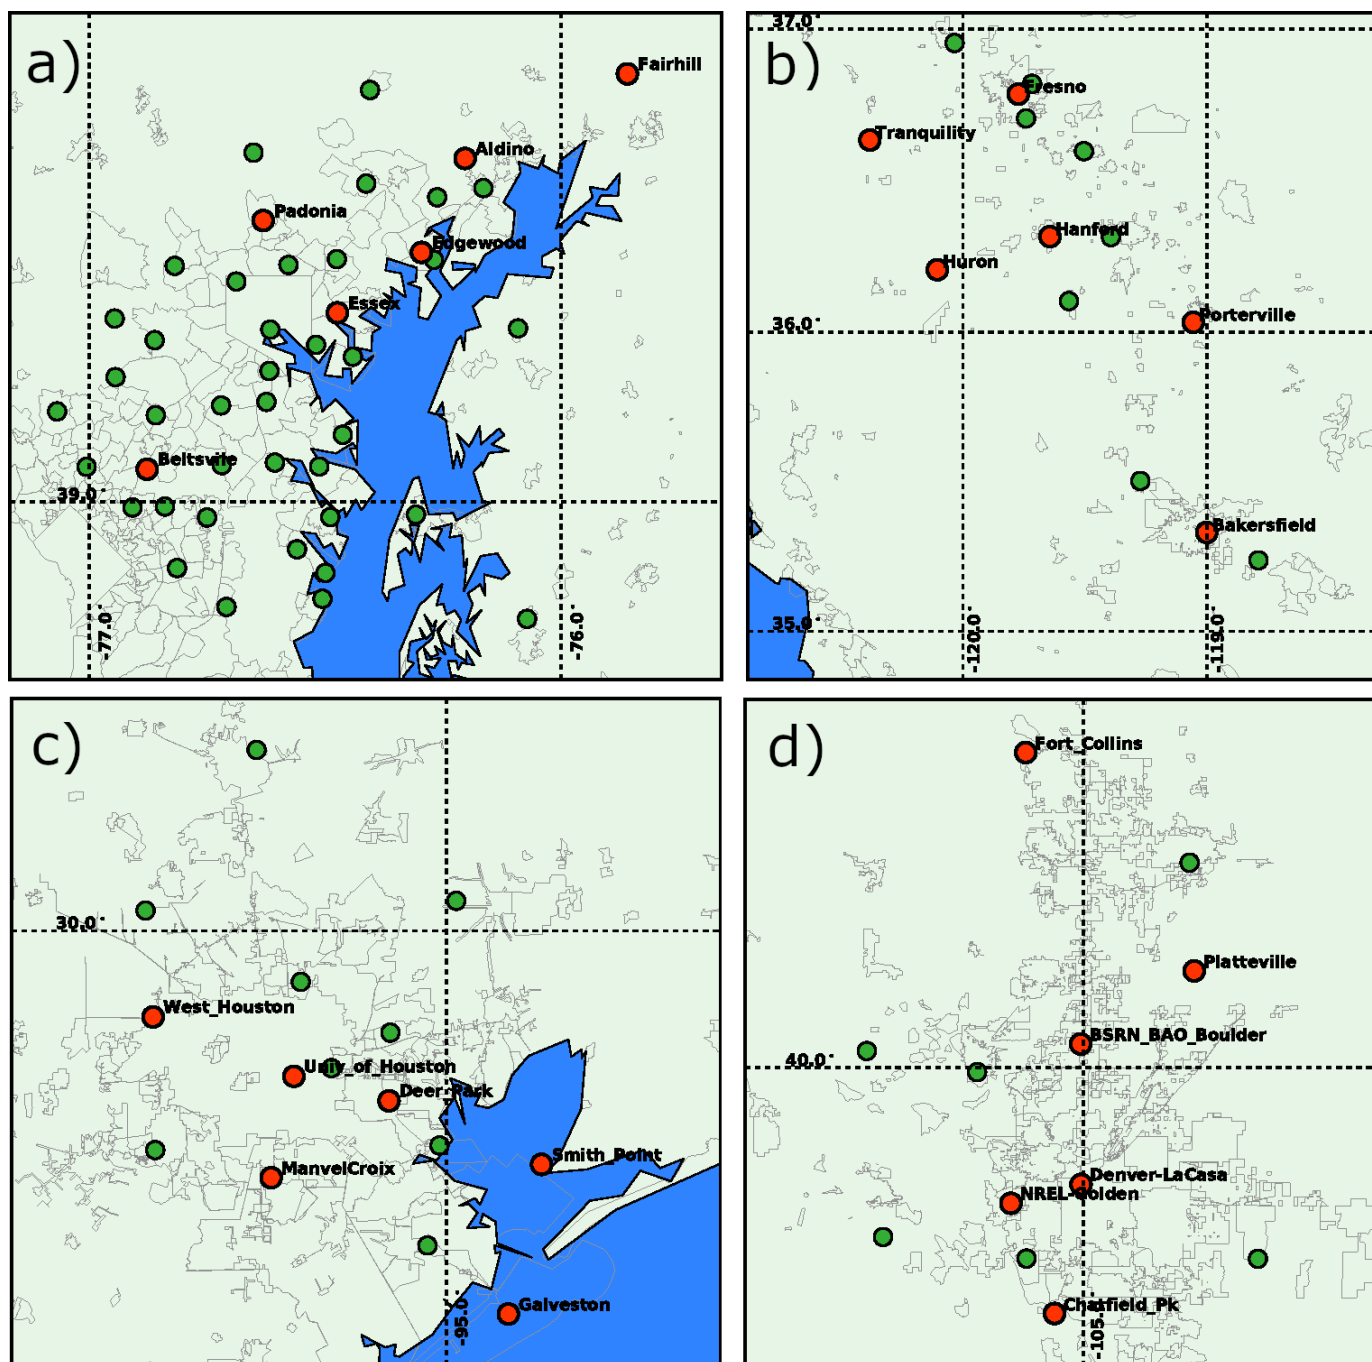 a)
Fairhill
Aldino
Padonia
Edgewood
Essex
Beltsvile
39.0°
-77.0
-76.0
b)
37.0°
Fresno
Tranquility
Hanford
Huron
36.0°
Porterville
Bakersfield
35.0°
-120.0
-119.0
c)
30.0°
West_Houston
Univ_of_Houston
Deer_Park
Smith_Point
ManvelCroix
Galveston
-95.0°
d)
Fort_Collins
Platteville
BSRN_BAO_Boulder
40.0°
Denver-LaCasa
NREL-Golden
Chatfield_Pk
-105.0